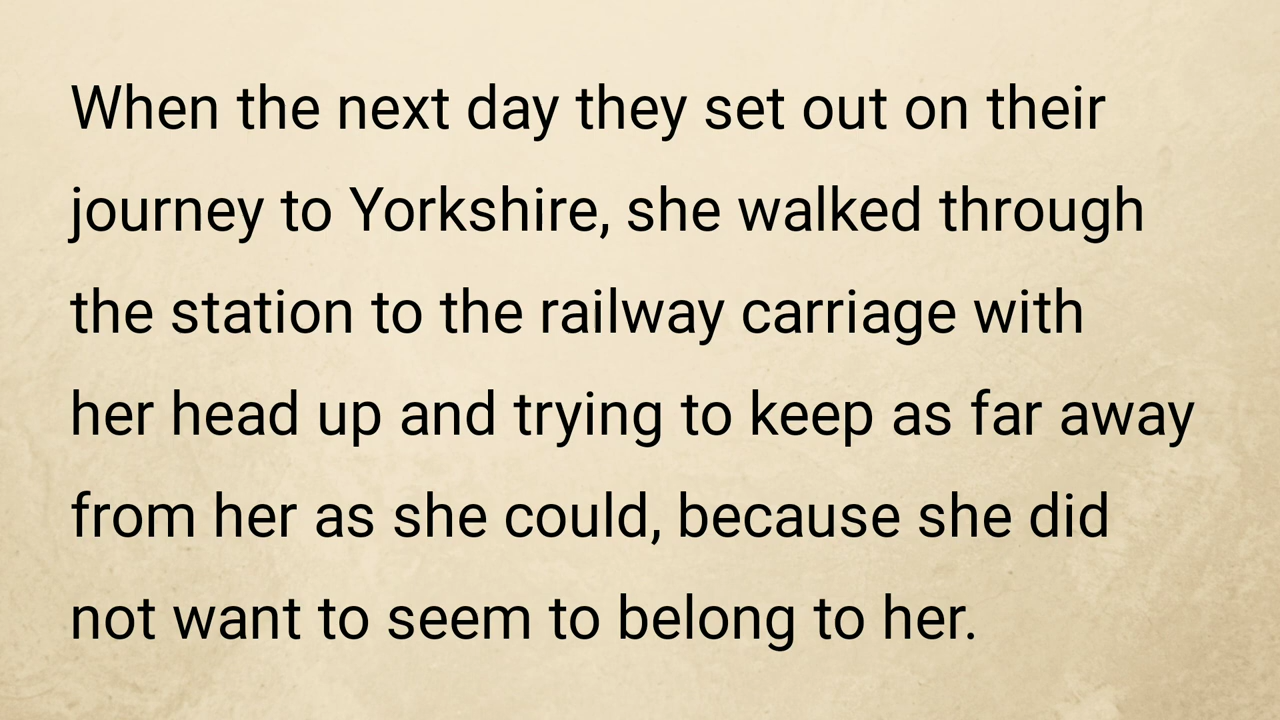 When the next day they set out on their
journey to Yorkshire, she walked through
the station to the railway carriage with
her head up and trying to keep as far away
from her as she could, because she did
not want to seem to belong to her.